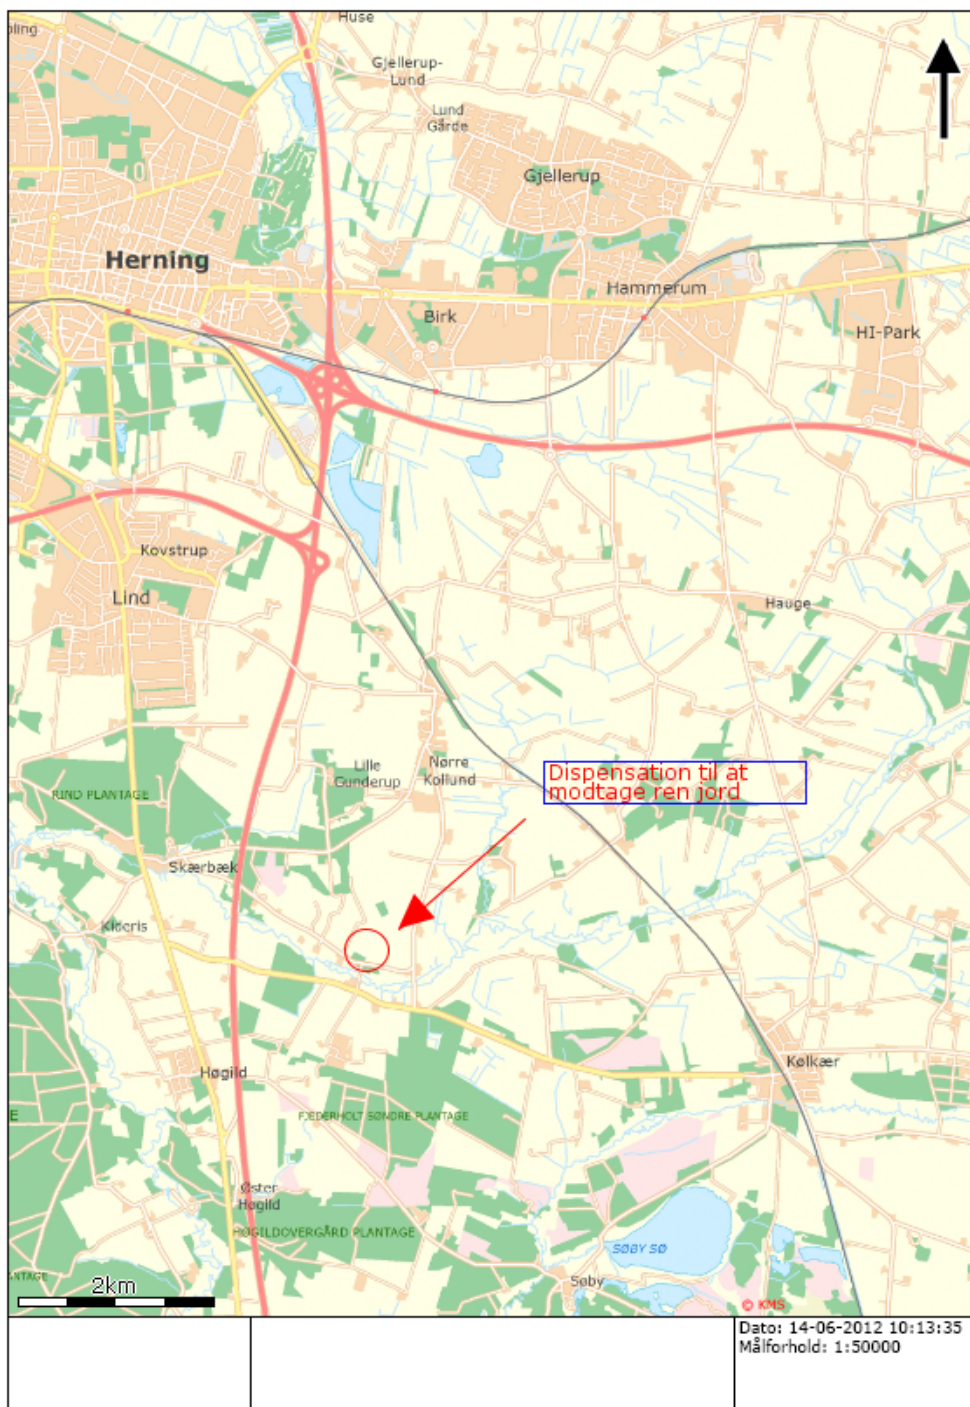 Huse
Gjellerup-
Lund
Lund
Gårde
Gjellerup
Herning
Hammerum
Birk
HI-Park
Kovstrup
Lind
Hauge
Lille
Gunderup
Nørre
Kollund
Dispensation til at
modtage ren jord
RIND PLANTAGE
Skærbæk
Kideris
Kølkær
Høgild
FJEDERHOLT SØNDRE PLANTAGE
Øster
Høgild
HØGILDOVERGÅRD PLANTAGE
SØBY SØ
NTAGE
2km
Søby
© KMS
Dato: 14-06-2012 10:13:35
Målforhold: 1:50000